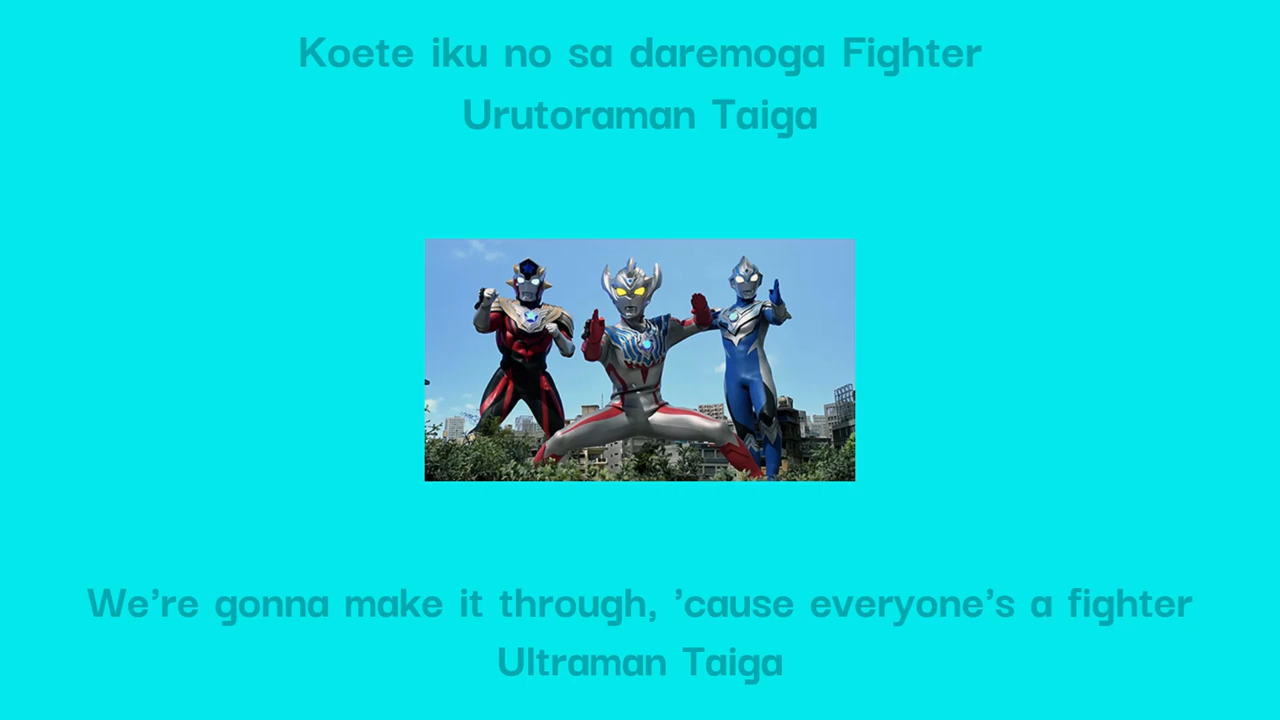 Koete iku no sa daremoga Fighter
Urutoraman Taiga
We're gonna make it through, 'cause everyone's a fighter
Ultraman Taiga